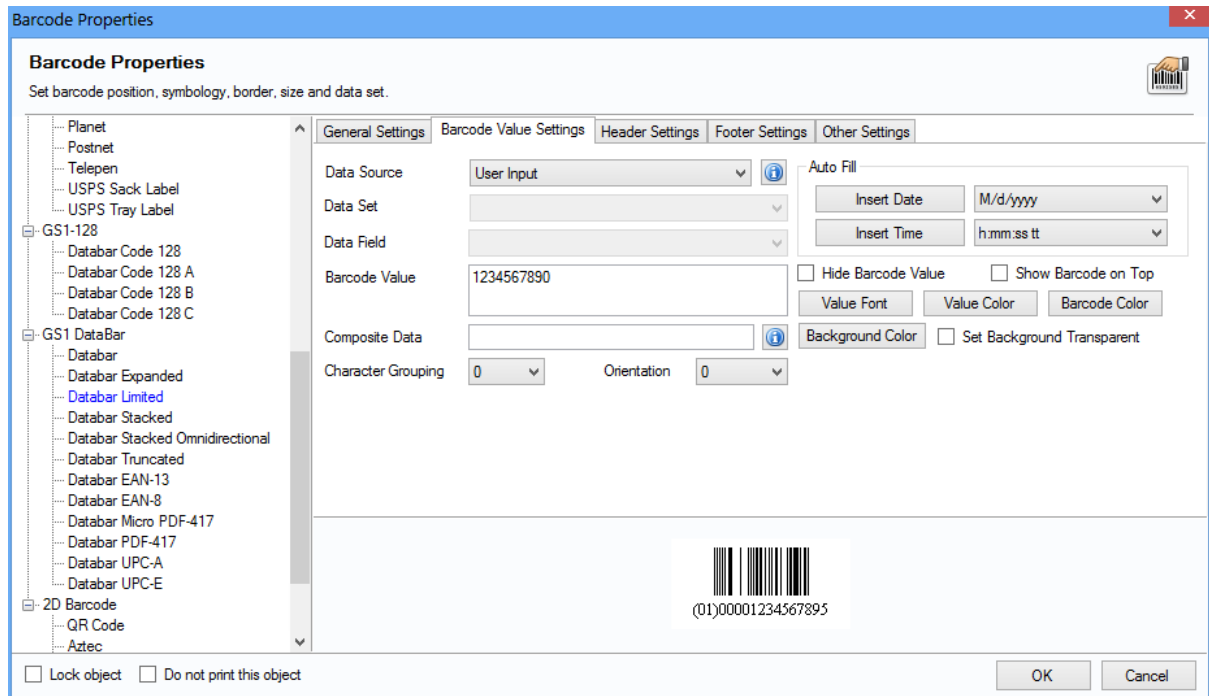 Barcode Properties
Barcode Properties
Set barcode position, symbology, border, size and data set.
Planet
Postnet
Telepen
USPS Sack Label
USPS Tray Label
GS1-128
Databar Code 128
Databar Code 128 A
Databar Code 128 B
Databar Code 128 C
GS1 DataBar
Databar
Databar Expanded
Databar Limited
Databar Stacked
Databar Stacked Omnidirectional
Databar Truncated
Databar EAN-13
Databar EAN-8
Databar Micro PDF-417
Databar PDF-417
Databar UPC-A
Databar UPC-E
2D Barcode
QR Code
Aztec
General Settings Barcode Value Settings Header Settings Footer Settings Other Settings
Data Source User Input
Data Set
Data Field
Barcode Value 1234567890
Composite Data
Character Grouping 0 Orientation 0
Auto Fill
Insert Date M/d/yyyy
Insert Time h:mm:ss tt
Hide Barcode Value Show Barcode on Top
Value Font Value Color Barcode Color
Background Color Set Background Transparent
(01)00001234567895
Lock object Do not print this object
OK Cancel